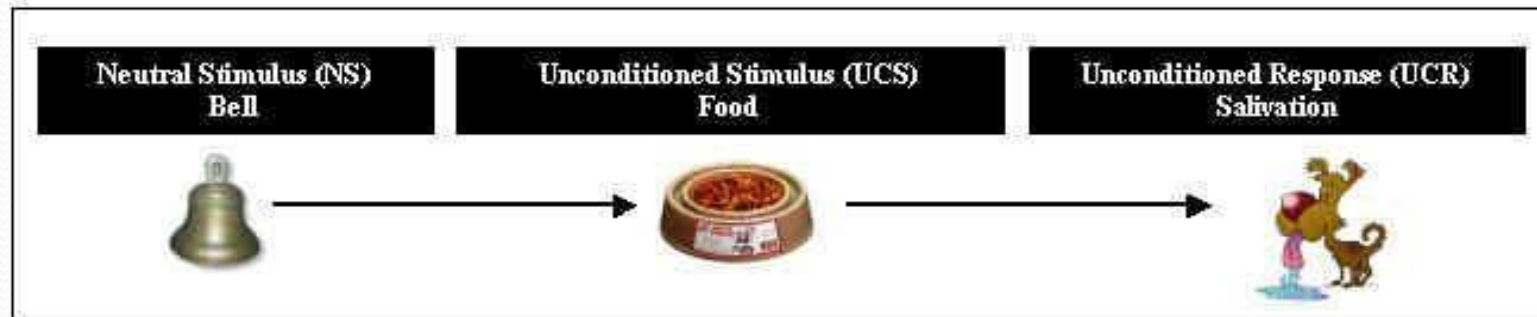 Neutral Stimulus (NS)
Bell
Unconditioned Stimulus (UCS)
Food
Unconditioned Response (UCR)
Salivation